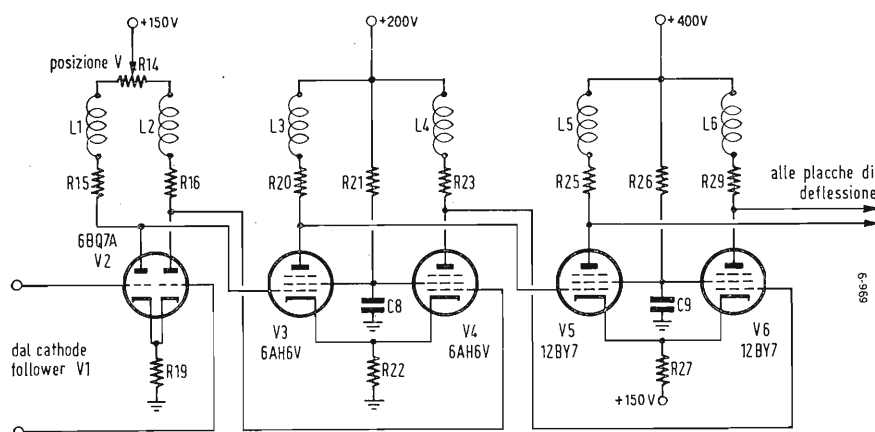 +150V
+200V
+400V
posizione V
R14
L1
L2
L3
L4
L5
L6
R15
R16
R20
R21
R23
R25
R26
R29
alle placche di
deflessione
6BQ7A
V2
C8
C9
V3
6AH6V
V4
6AH6V
V5
12BY7
V6
12BY7
dal cathode
follower V1
R19
R22
R27
+150V
696-9